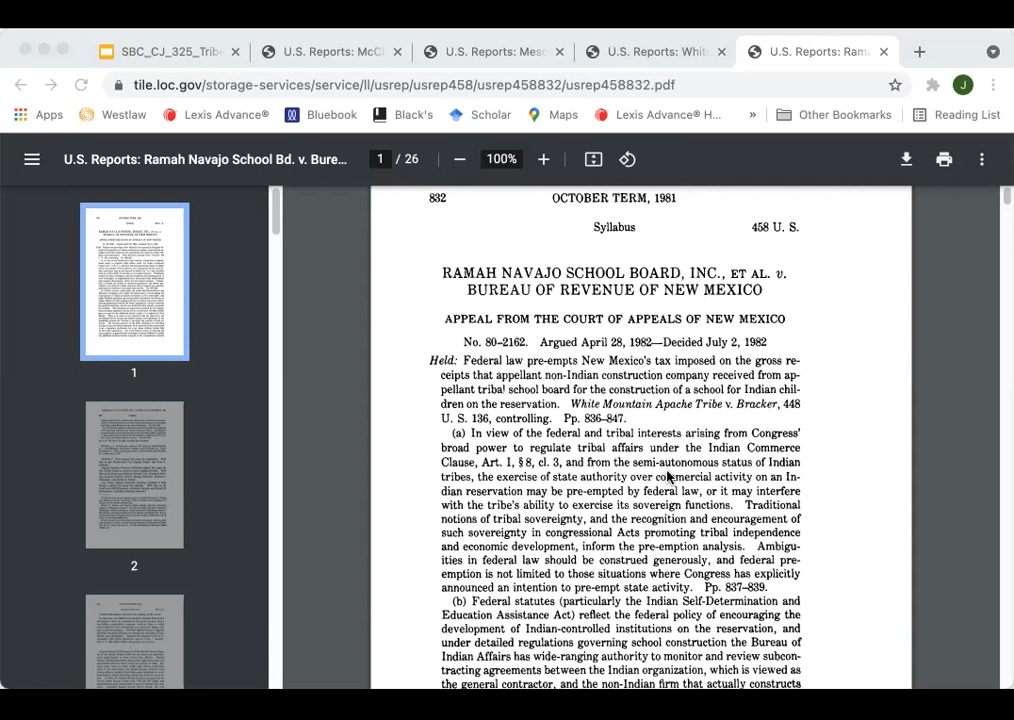 SBC_CJ_325_Tribe
U.S. Reports: McCl
U.S. Reports: Mesc
U.S. Reports: Whit
U.S. Reports: Ram
tile.loc.gov/storage-services/service/ll/usrep/usrep458/usrep458832/usrep458832.pdf
J
Apps
Westlaw
Lexis Advance®
Bluebook
Black's
Scholar
Maps
Lexis Advance® H...
»
Other Bookmarks
Reading List
U.S. Reports: Ramah Navajo School Bd. v. Bure...
1 / 26
100%
1
2
832 OCTOBER TERM, 1981
Syllabus 458 U. S.
RAMAH NAVAJO SCHOOL BOARD, INC., ET AL. v.
BUREAU OF REVENUE OF NEW MEXICO
APPEAL FROM THE COURT OF APPEALS OF NEW MEXICO
No. 80–2162. Argued April 28, 1982—Decided July 2, 1982
Held: Federal law pre-empts New Mexico's tax imposed on the gross re-
ceipts that appellant non-Indian construction company received from ap-
pellant tribal school board for the construction of a school for Indian chil-
dren on the reservation. White Mountain Apache Tribe v. Bracker, 448
U. S. 136, controlling. Pp. 836–847.
(a) In view of the federal and tribal interests arising from Congress'
broad power to regulate tribal affairs under the Indian Commerce
Clause, Art. I, § 8, cl. 3, and from the semi-autonomous status of Indian
tribes, the exercise of state authority over commercial activity on an In-
dian reservation may be pre-empted by federal law, or it may interfere
with the tribe's ability to exercise its sovereign functions. Traditional
notions of tribal sovereignty, and the recognition and encouragement of
such sovereignty in congressional Acts promoting tribal independence
and economic development, inform the pre-emption analysis. Ambigu-
ities in federal law should be construed generously, and federal pre-
emption is not limited to those situations where Congress has explicitly
announced an intention to pre-empt state activity. Pp. 837–839.
(b) Federal statutes (particularly the Indian Self-Determination and
Education Assistance Act) reflect the federal policy of encouraging the
development of Indian-controlled institutions on the reservation, and
under detailed regulations governing school construction the Bureau of
Indian Affairs has wide-ranging authority to monitor and review subcon-
tracting agreements between the Indian organization, which is viewed as
the general contractor, and the non-Indian firm that actually constructs